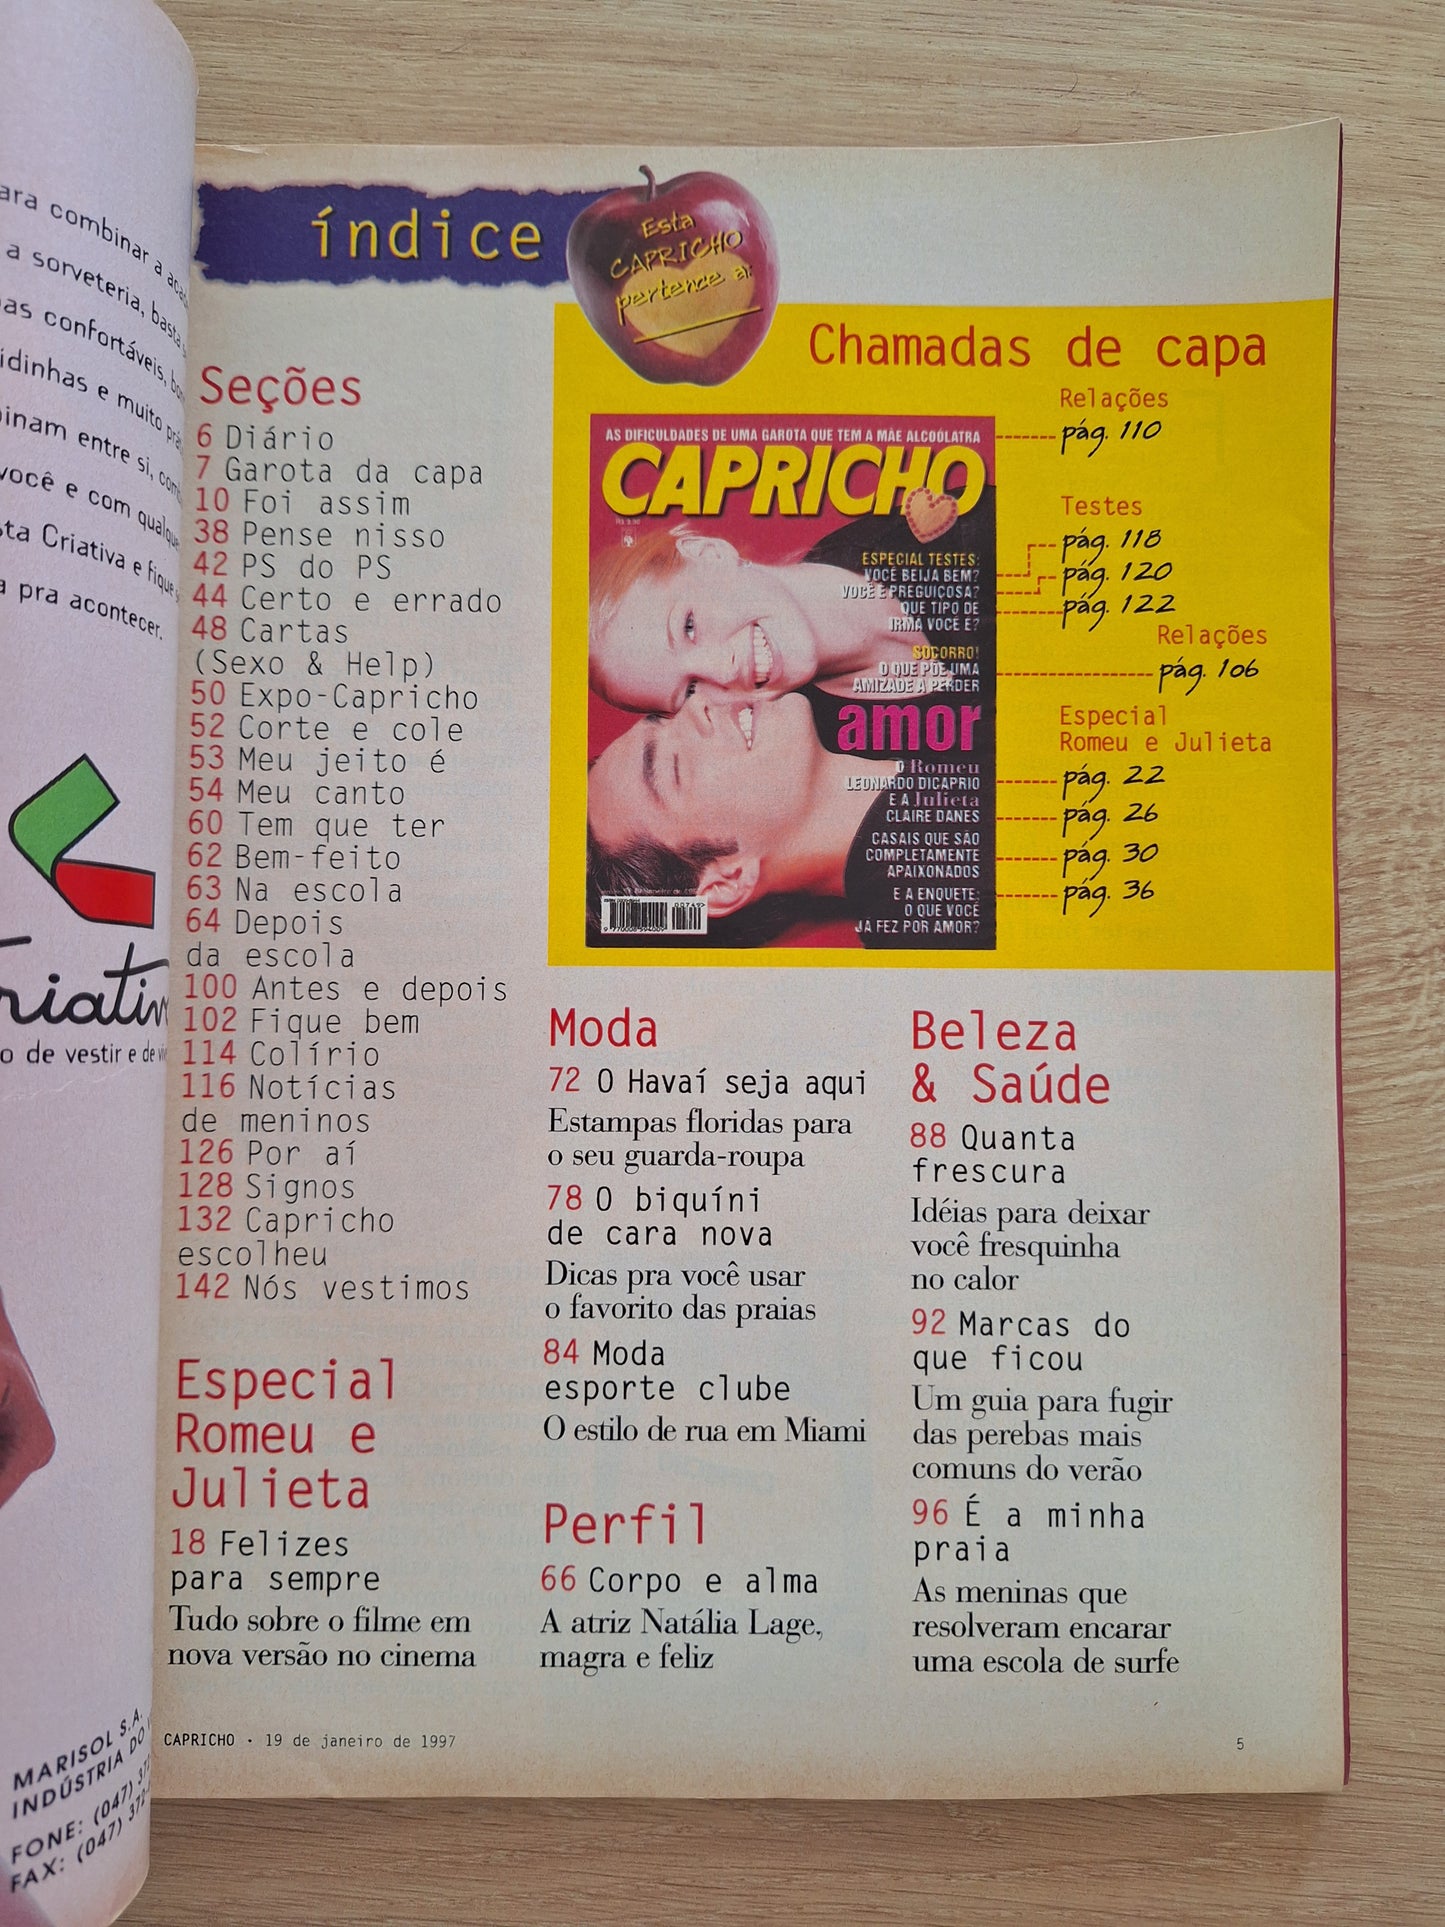 ara combinar a
a sorveteria, basta
as confortáveis,
idinhas e muito
inam entre si,
você e com qualquer
ta Criativa e fique
a pra acontecer.
o de vestir e de
MARISOL S.A.
INDÚSTRIA DO
FONE: (047)
FAX: (047)
índice
Esta
CAPRICHO
pertence a:
Seções
6 Diário
7 Garota da capa
10 Foi assim
38 Pense nisso
42 PS do PS
44 Certo e errado
48 Cartas
(Sexo & Help)
50 Expo-Capricho
52 Corte e cole
53 Meu jeito é
54 Meu canto
60 Tem que ter
62 Bem-feito
63 Na escola
64 Depois
da escola
100 Antes e depois
102 Fique bem
114 Colírio
116 Notícias
de meninos
126 Por aí
128 Signos
132 Capricho
escolheu
142 Nós vestimos
Especial
Romeu e
Julieta
18 Felizes
para sempre
Tudo sobre o filme em
nova versão no cinema
Chamadas de capa
AS DIFICULDADES DE UMA GAROTA QUE TEM A MÃE ALCOÓLATRA
CAPRICHO
ESPECIAL TESTES:
VOCÊ BEIJA BEM?
VOCÊ É PREGUIÇOSA?
QUE TIPO DE
IRMÃ VOCÊ É?
SOCORRO!
O QUE PÕE UMA
AMIZADE A PERDER
amor
O Romeu
LEONARDO DICAPRIO
E A Julieta
CLAIRE DANES
CASAIS QUE SÃO
COMPLETAMENTE
APAIXONADOS
E A ENQUETE:
O QUE VOCÊ
JÁ FEZ POR AMOR?
Relações
pág. 110
Testes
pág. 118
pág. 120
pág. 122
Relações
pág. 106
Especial
Romeu e Julieta
pág. 22
pág. 26
pág. 30
pág. 36
Moda
72 O Havaí seja aqui
Estampas floridas para
o seu guarda-roupa
78 O biquíni
de cara nova
Dicas pra você usar
o favorito das praias
84 Moda
esporte clube
O estilo de rua em Miami
Perfil
66 Corpo e alma
A atriz Natália Lage,
magra e feliz
Beleza
& Saúde
88 Quanta
frescura
Idéias para deixar
você fresquinha
no calor
92 Marcas do
que ficou
Um guia para fugir
das perebas mais
comuns do verão
96 É a minha
praia
As meninas que
resolveram encarar
uma escola de surfe
CAPRICHO • 19 de janeiro de 1997
5